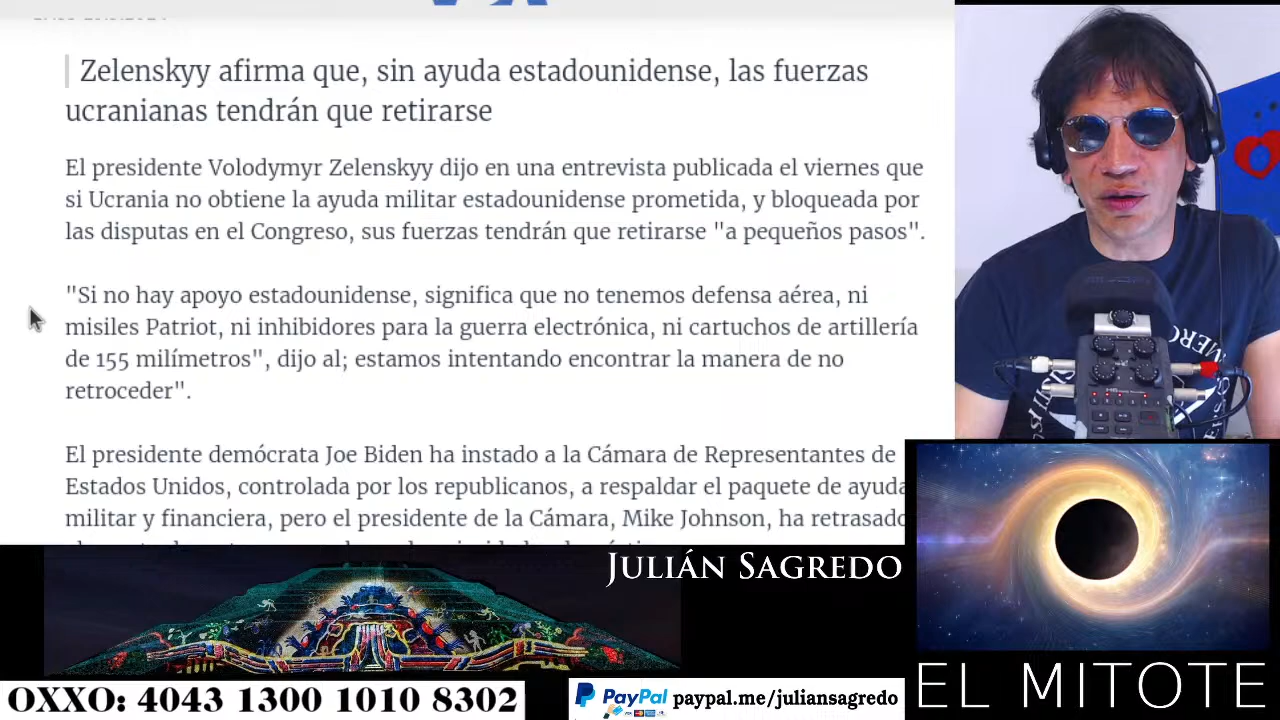 Zelenskyy afirma que, sin ayuda estadounidense, las fuerzas
ucranianas tendrán que retirarse
El presidente Volodymyr Zelenskyy dijo en una entrevista publicada el viernes que
si Ucrania no obtiene la ayuda militar estadounidense prometida, y bloqueada por
las disputas en el Congreso, sus fuerzas tendrán que retirarse "a pequeños pasos".
"Si no hay apoyo estadounidense, significa que no tenemos defensa aérea, ni
misiles Patriot, ni inhibidores para la guerra electrónica, ni cartuchos de artillería
de 155 milímetros", dijo al; estamos intentando encontrar la manera de no
retroceder".
El presidente demócrata Joe Biden ha instado a la Cámara de Representantes de
Estados Unidos, controlada por los republicanos, a respaldar el paquete de ayuda
militar y financiera, pero el presidente de la Cámara, Mike Johnson, ha retrasado
JULIÁN SAGREDO
EL MITOTE
OXXO: 4043 1300 1010 8302
PayPal paypal.me/juliansagredo